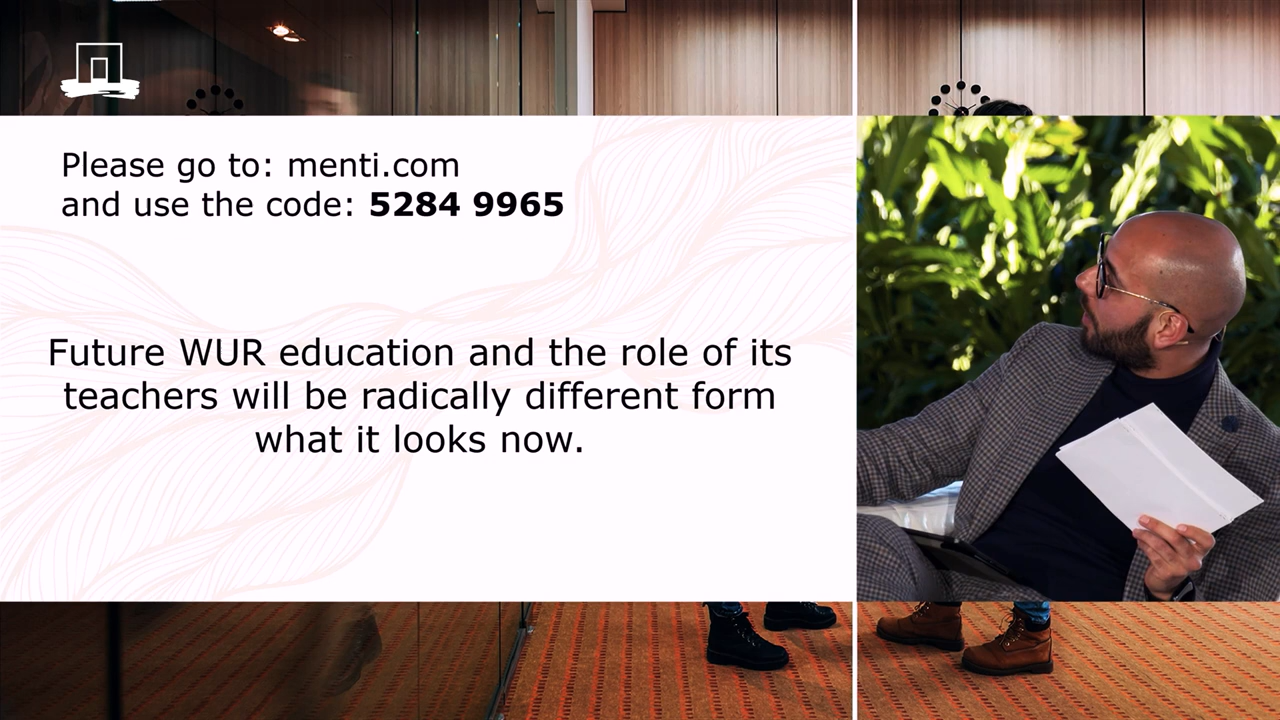 Please go to: menti.com
and use the code: 5284 9965
Future WUR education and the role of its
teachers will be radically different form
what it looks now.